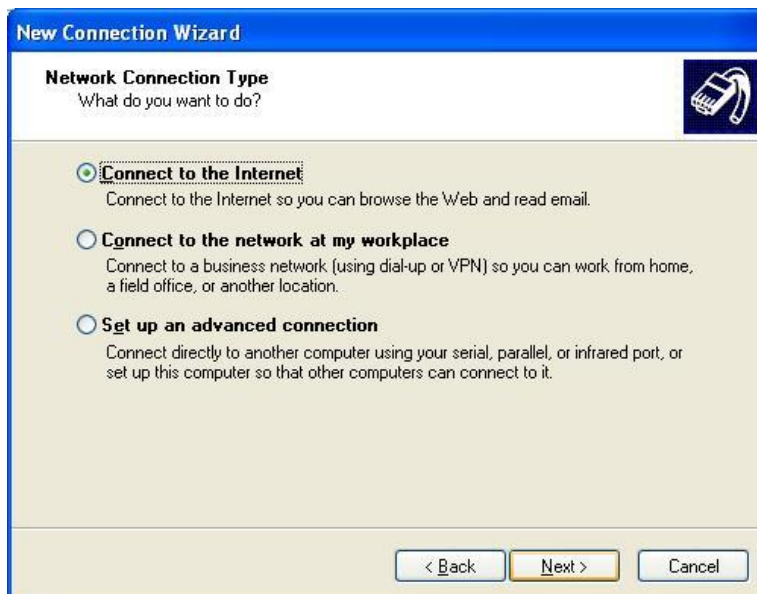 New Connection Wizard
Network Connection Type
What do you want to do?
Connect to the Internet
Connect to the Internet so you can browse the Web and read email.
Connect to the network at my workplace
Connect to a business network (using dial-up or VPN) so you can work from home,
a field office, or another location.
Set up an advanced connection
Connect directly to another computer using your serial, parallel, or infrared port, or
set up this computer so that other computers can connect to it.
< Back
Next >
Cancel